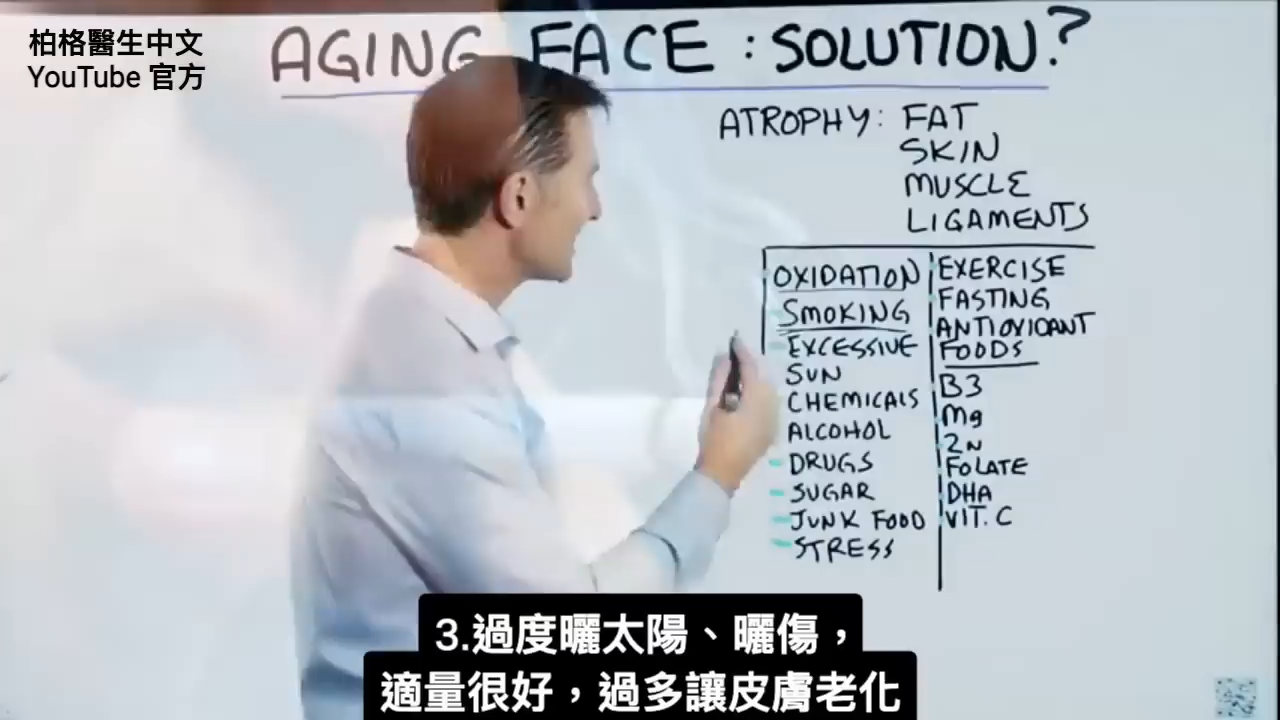 柏格醫生中文
YouTube 官方
AGING FACE : SOLUTION?
ATROPHY: FAT
SKIN
MUSCLE
LIGAMENTS
OXIDATION
SMOKING
EXCESSIVE
SUN
CHEMICALS
ALCOHOL
DRUGS
SUGAR
JUNK FOOD
STRESS
EXERCISE
FASTING
ANTIOXIDANT
FOODS
B3
Mg
ZN
FOLATE
DHA
VIT. C
3.過度曬太陽、曬傷，
適量很好，過多讓皮膚老化